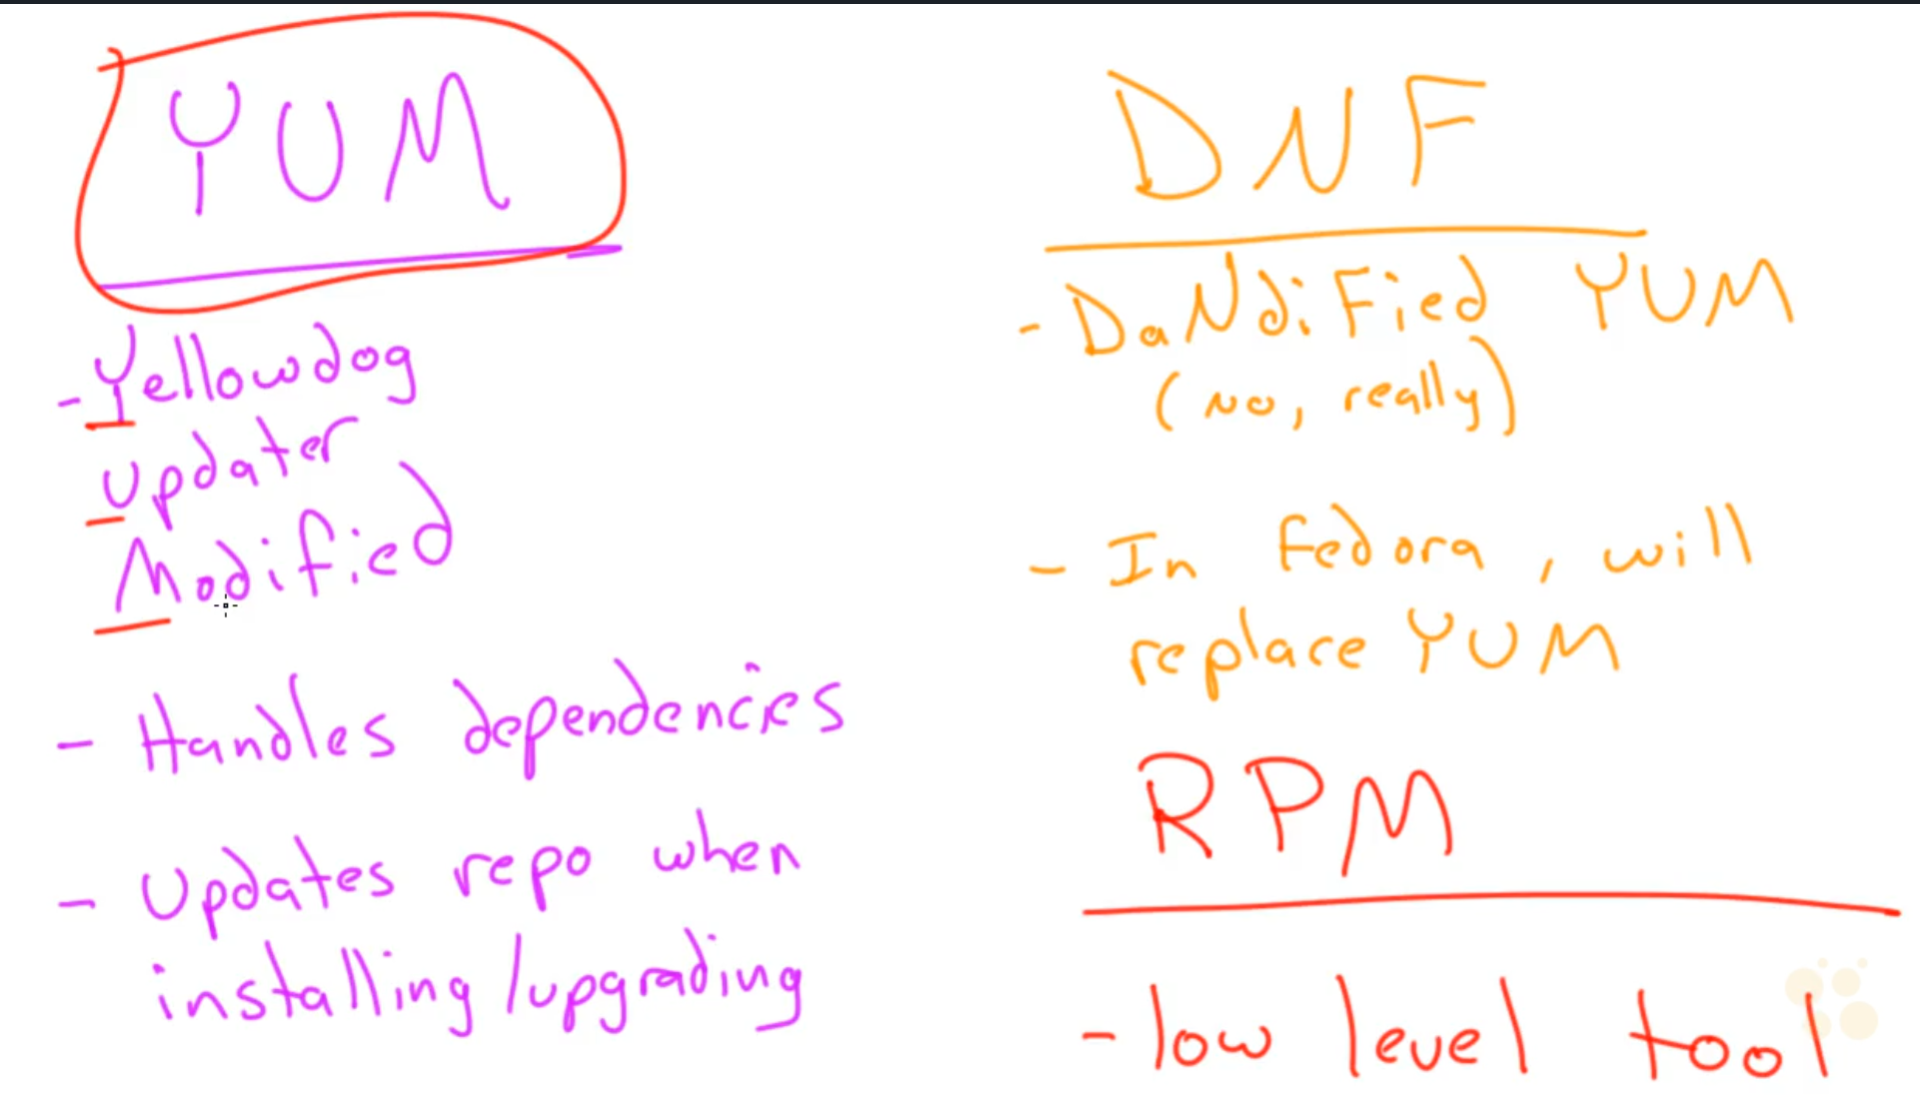 YUM
- Yellowdog
Updater
Modified
- Handles dependencies
- Updates repo when
installing/upgrading
DNF
- DaNdiFied YUM
(No, really)
- In Fedora, will
replace YUM
RPM
- low level tool